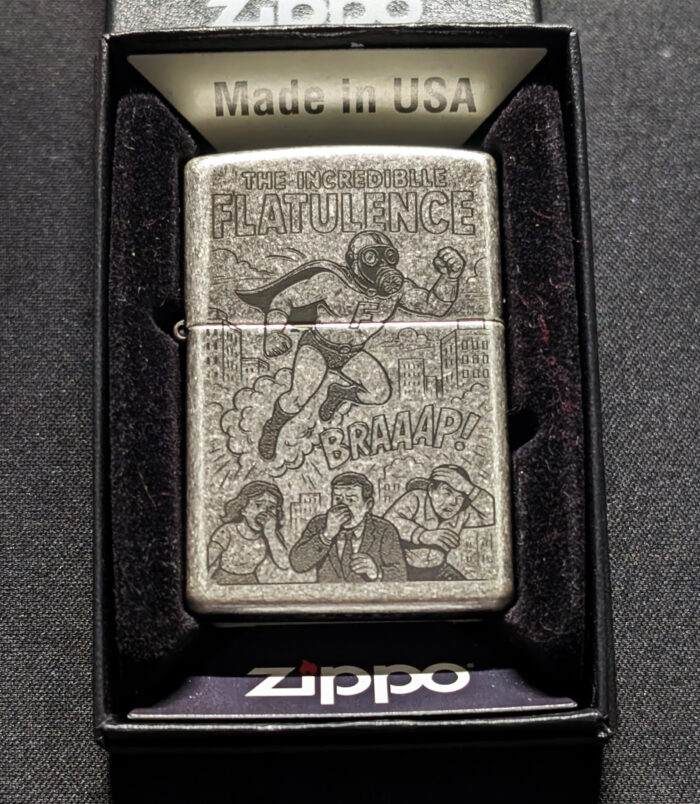 zippo
Made in USA
THE INCREDIBLLE
FLATULENCE
F
BRAAAP!
zippo